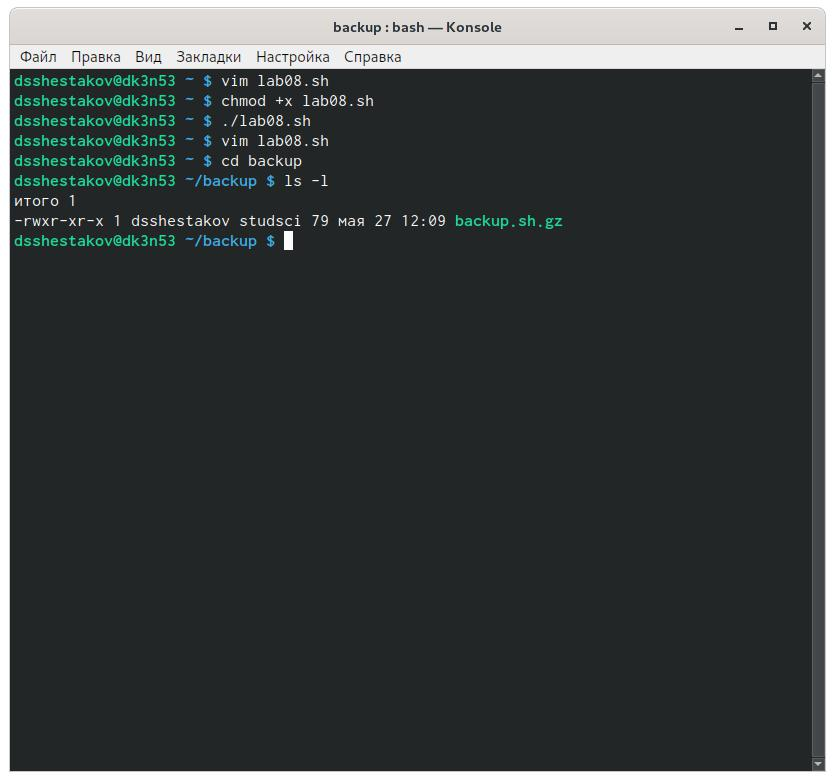 backup : bash — Konsole
Файл Правка Вид Закладки Настройка Справка
dsshestakov@dk3n53 ~ $ vim lab08.sh
dsshestakov@dk3n53 ~ $ chmod +x lab08.sh
dsshestakov@dk3n53 ~ $ ./lab08.sh
dsshestakov@dk3n53 ~ $ vim lab08.sh
dsshestakov@dk3n53 ~ $ cd backup
dsshestakov@dk3n53 ~/backup $ ls -l
итого 1
-rwxr-xr-x 1 dsshestakov studsci 79 мая 27 12:09 backup.sh.gz
dsshestakov@dk3n53 ~/backup $